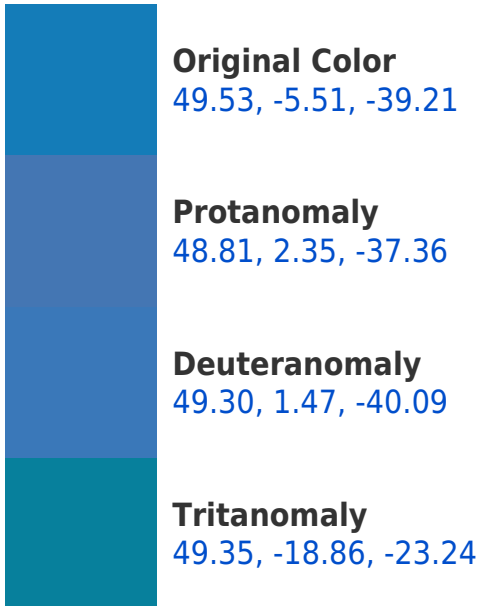 Original Color
49.53, -5.51, -39.21
Protanomaly
48.81, 2.35, -37.36
Deuteranomaly
49.30, 1.47, -40.09
Tritanomaly
49.35, -18.86, -23.24